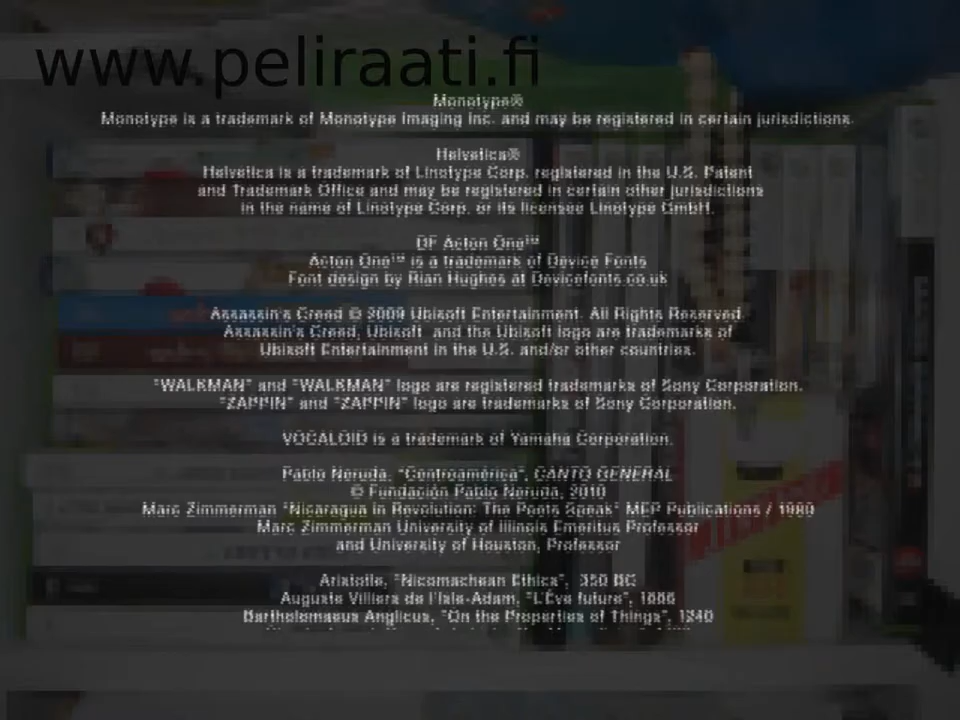 www.peliraati.fi
Monotype®
Monotype is a trademark of Monotype Imaging Inc. and may be registered in certain jurisdictions.
Helvetica®
Helvetica is a trademark of Linotype Corp. registered in the U.S. Patent
and Trademark Office and may be registered in certain other jurisdictions
in the name of Linotype Corp. or its licensee Linotype GmbH.
DF Acton One™
Acton One™ is a trademark of Device Fonts
Font design by Rian Hughes at Devicefonts.co.uk
Assassin's Creed © 2009 Ubisoft Entertainment. All Rights Reserved.
Assassin's Creed, Ubisoft and the Ubisoft logo are trademarks of
Ubisoft Entertainment in the U.S. and/or other countries.
"WALKMAN" and "WALKMAN" logo are registered trademarks of Sony Corporation.
"ZAPPIN" and "ZAPPIN" logo are trademarks of Sony Corporation.
VOCALOID is a trademark of Yamaha Corporation.
Pablo Neruda, "Centroamérica", CANTO GENERAL
© Fundación Pablo Neruda, 2010
Marc Zimmerman "Nicaragua in Revolution: The Poets Speak" MEP Publications / 1980
Marc Zimmerman University of Illinois Emeritus Professor
and University of Houston, Professor
Aristotle, "Nicomachean Ethics", 350 BC
Auguste Villiers de l'Isle-Adam, "L'Ève future", 1886
Bartholomaeus Anglicus, "On the Properties of Things", 1240